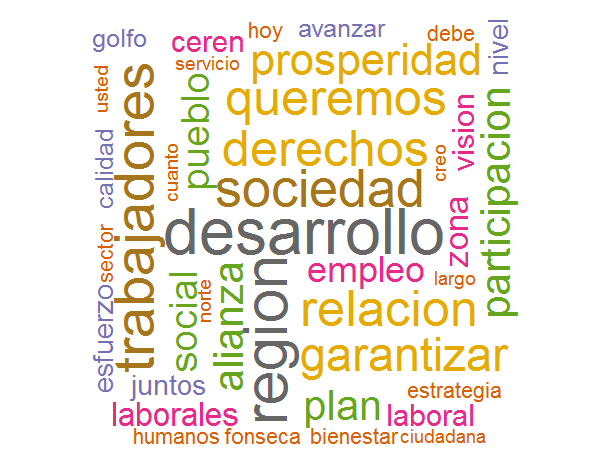 hoy
avanzar
debe
nivel
golfo
ceren
servicio
prosperidad
usted
queremos
pueblo
trabajadores
calidad
derechos
vision
participacion
cuanto
creo
sociedad
zona
desarrollo
sector
empleo
largo
esfuerzo
social
norte
alianza
region
relacion
garantizar
juntos
estrategia
laborales
plan
laboral
humanos
fonseca
bienestar
ciudadana